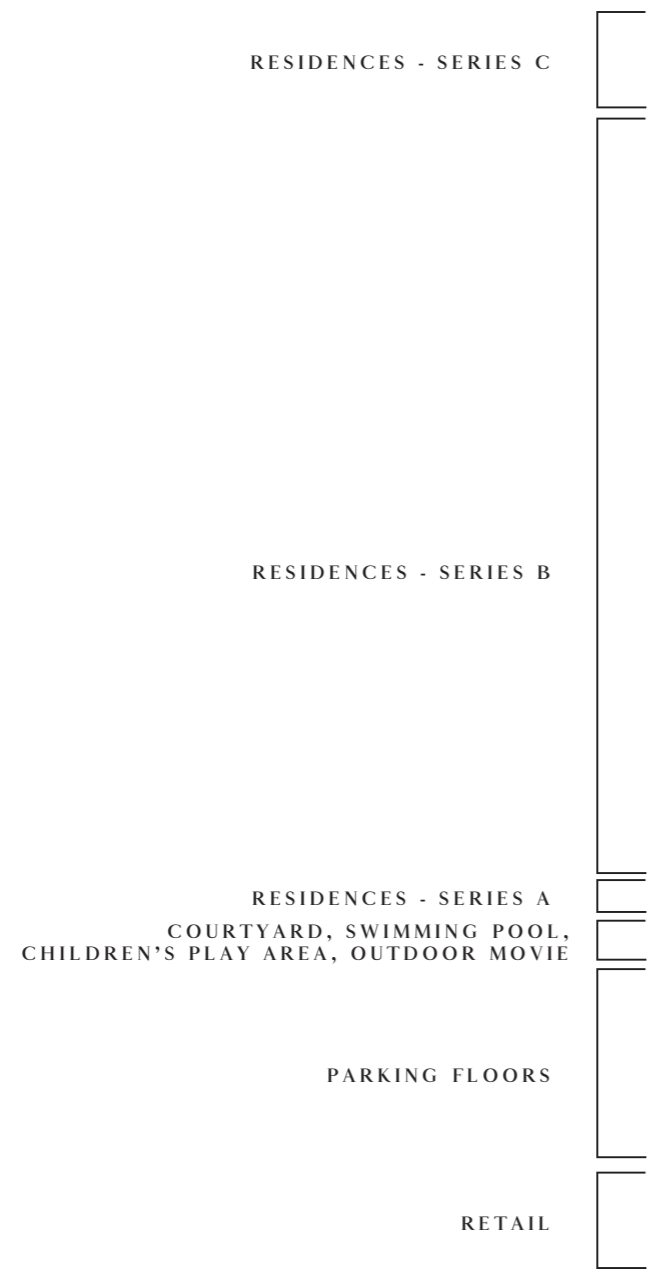 RESIDENCES - SERIES C
RESIDENCES - SERIES B
RESIDENCES - SERIES A
COURTYARD, SWIMMING POOL,
CHILDREN’S PLAY AREA, OUTDOOR MOVIE
PARKING FLOORS
RETAIL